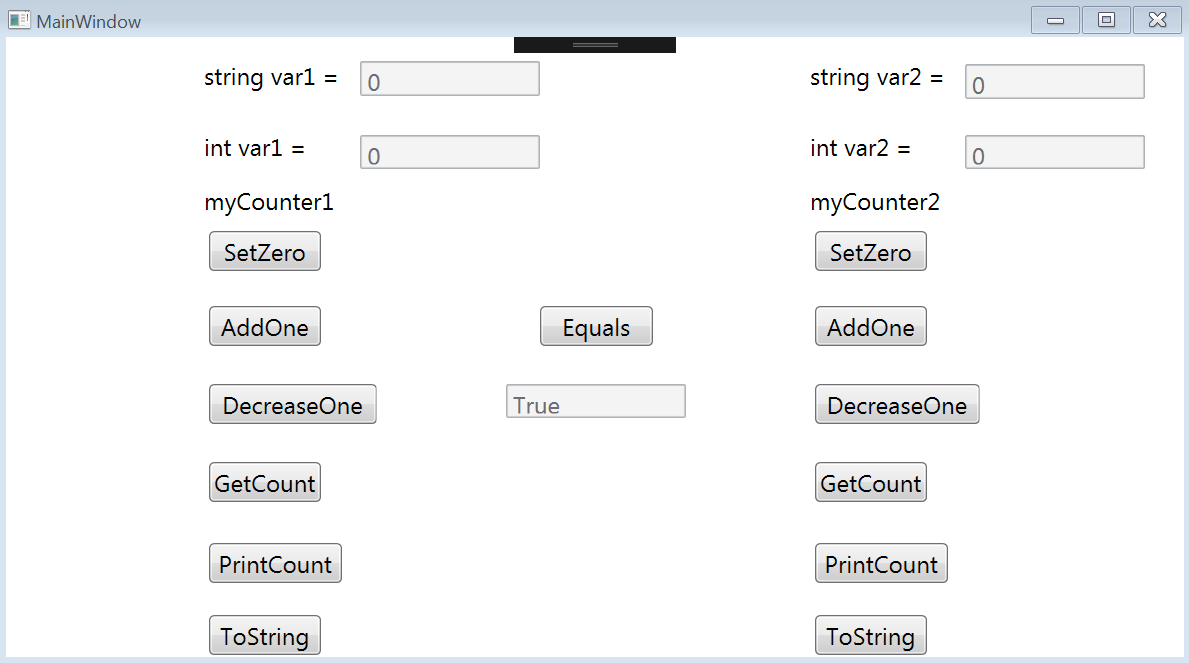 MainWindow
string var1 = 0
string var2 = 0
int var1 = 0
int var2 = 0
myCounter1
myCounter2
SetZero
SetZero
AddOne
Equals
AddOne
DecreaseOne
True
DecreaseOne
GetCount
GetCount
PrintCount
PrintCount
ToString
ToString